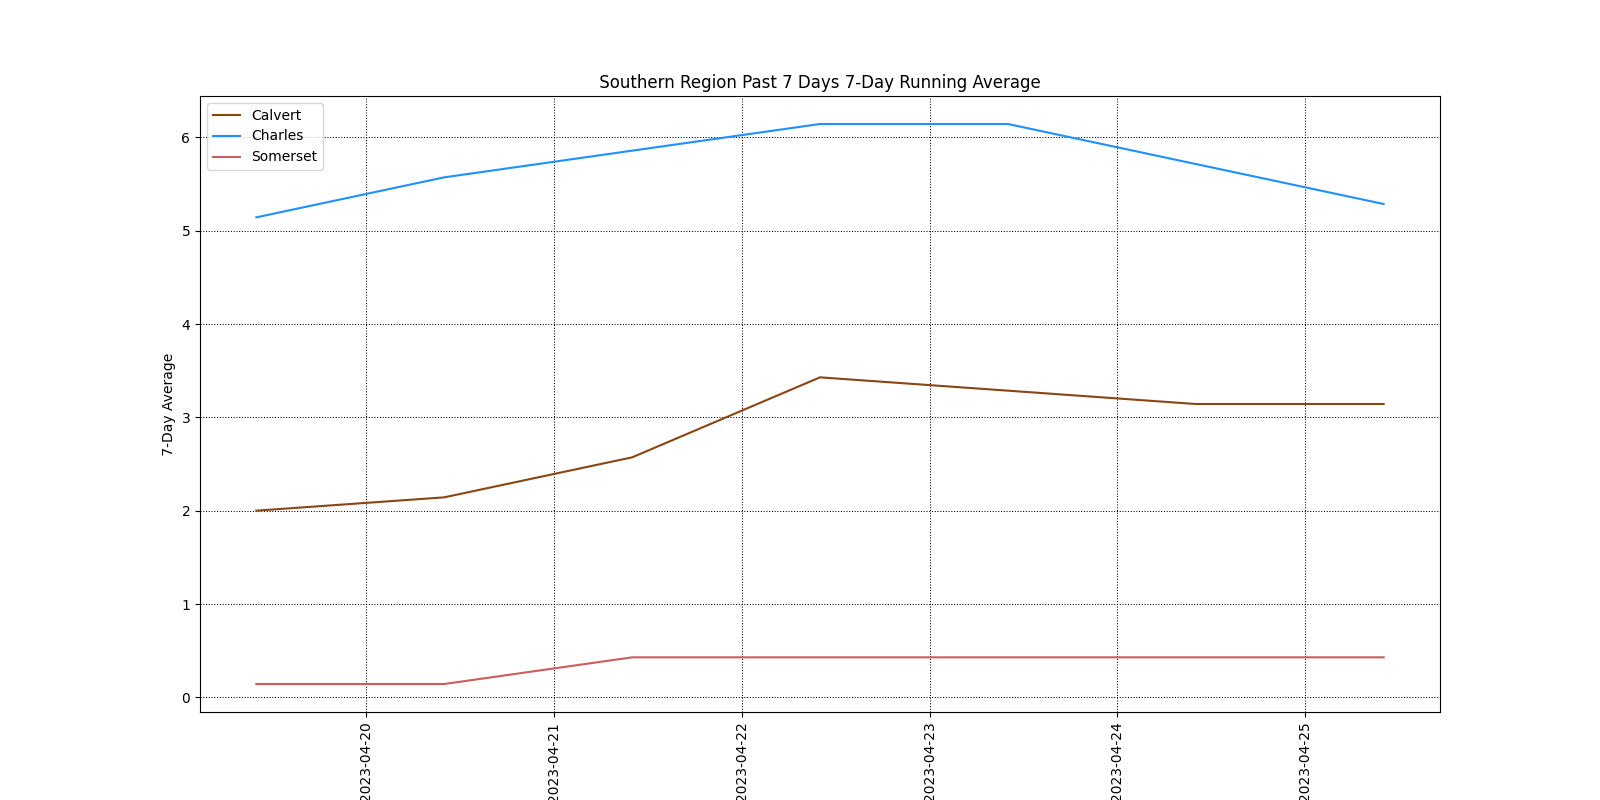 Southern Region Past 7 Days 7-Day Running Average
Calvert
Charles
Somerset
7-Day Average
6
5
4
3
2
1
0
2023-04-20
2023-04-21
2023-04-22
2023-04-23
2023-04-24
2023-04-25